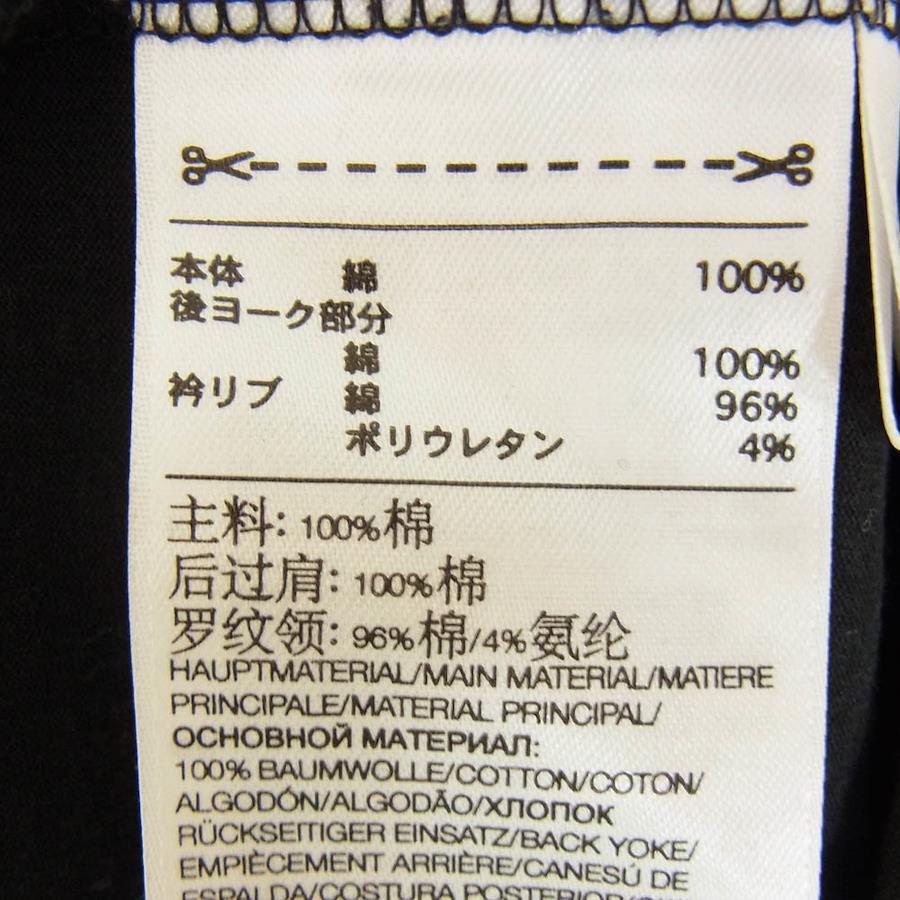 本体 綿 100%
後ヨーク部分
綿 100%
衿リブ 綿 96%
ポリウレタン 4%
主料: 100%棉
后过肩: 100%棉
罗纹领: 96%棉/4%氨纶
HAUPTMATERIAL/MAIN MATERIAL/MATIERE
PRINCIPALE/MATERIAL PRINCIPAL/
ОСНОВНОЙ МАТЕРИАЛ:
100% BAUMWOLLE/COTTON/COTON/
ALGODÓN/ALGODÃO/ХЛОПОК
RÜCKSEITIGER EINSATZ/BACK YOKE/
EMPIÈCEMENT ARRIÈRE/CANESÚ DE
ESPALDA/COSTURA POSTERIOR/